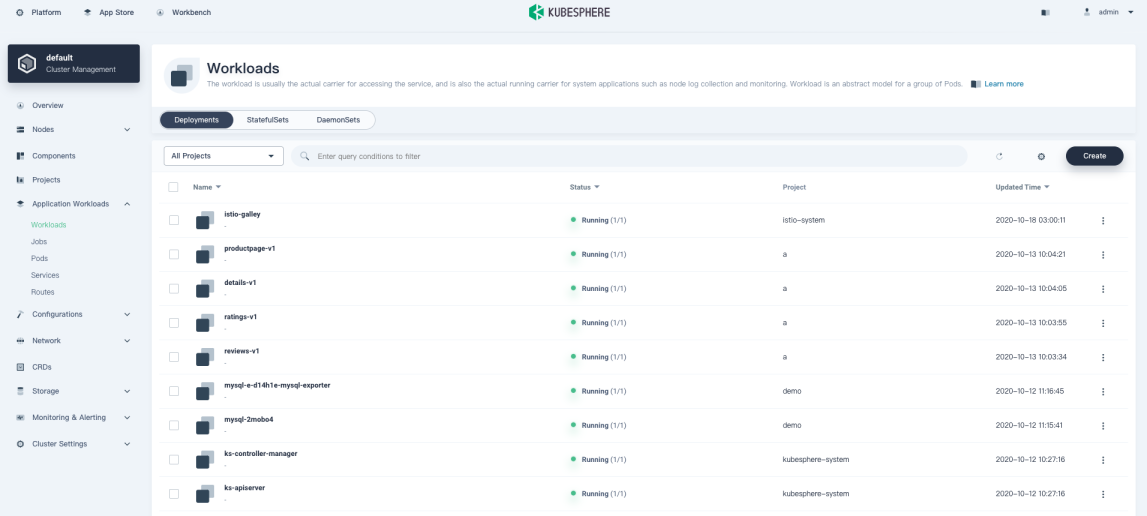 Platform
App Store
Workbench
KUBESPHERE
admin
default
Cluster Management
Overview
Nodes
Components
Projects
Application Workloads
Workloads
Jobs
Pods
Services
Routes
Configurations
Network
CRDs
Storage
Monitoring & Alerting
Cluster Settings
Workloads
The workload is usually the actual carrier for accessing the service, and is also the actual running carrier for system applications such as node log collection and monitoring. Workload is an abstract model for a group of Pods. Learn more
Deployments StatefulSets DaemonSets
All Projects Enter query conditions to filter Create
Name Status Project Updated Time
istio-galley Running (1/1) istio-system 2020-10-18 03:00:11
-
productpage-v1 Running (1/1) a 2020-10-13 10:04:21
-
details-v1 Running (1/1) a 2020-10-13 10:04:05
-
ratings-v1 Running (1/1) a 2020-10-13 10:03:55
-
reviews-v1 Running (1/1) a 2020-10-13 10:03:34
-
mysql-e-d14h1e-mysql-exporter Running (1/1) demo 2020-10-12 11:16:45
-
mysql-2mobo4 Running (1/1) demo 2020-10-12 11:15:41
-
ks-controller-manager Running (1/1) kubesphere-system 2020-10-12 10:27:16
-
ks-apiserver Running (1/1) kubesphere-system 2020-10-12 10:27:16
-